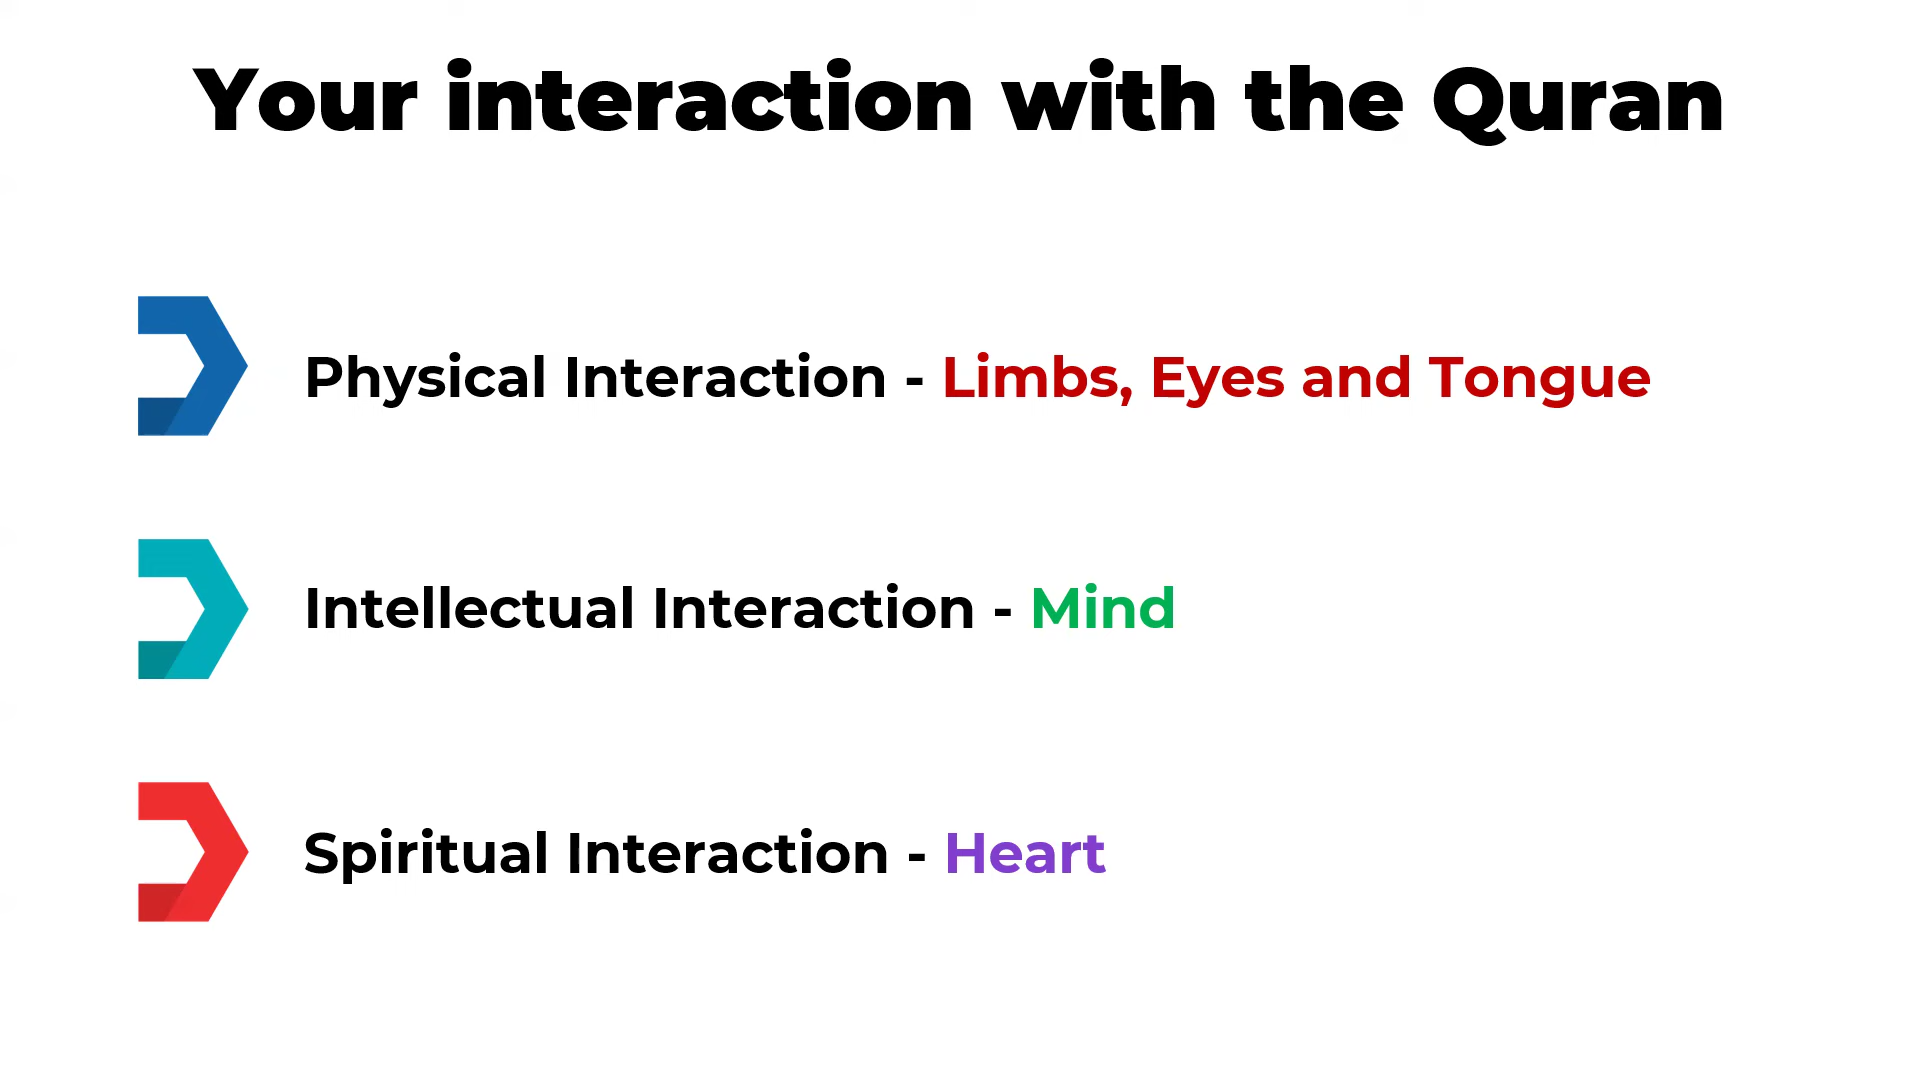 Your interaction with the Quran
Physical Interaction - Limbs, Eyes and Tongue
Intellectual Interaction - Mind
Spiritual Interaction - Heart